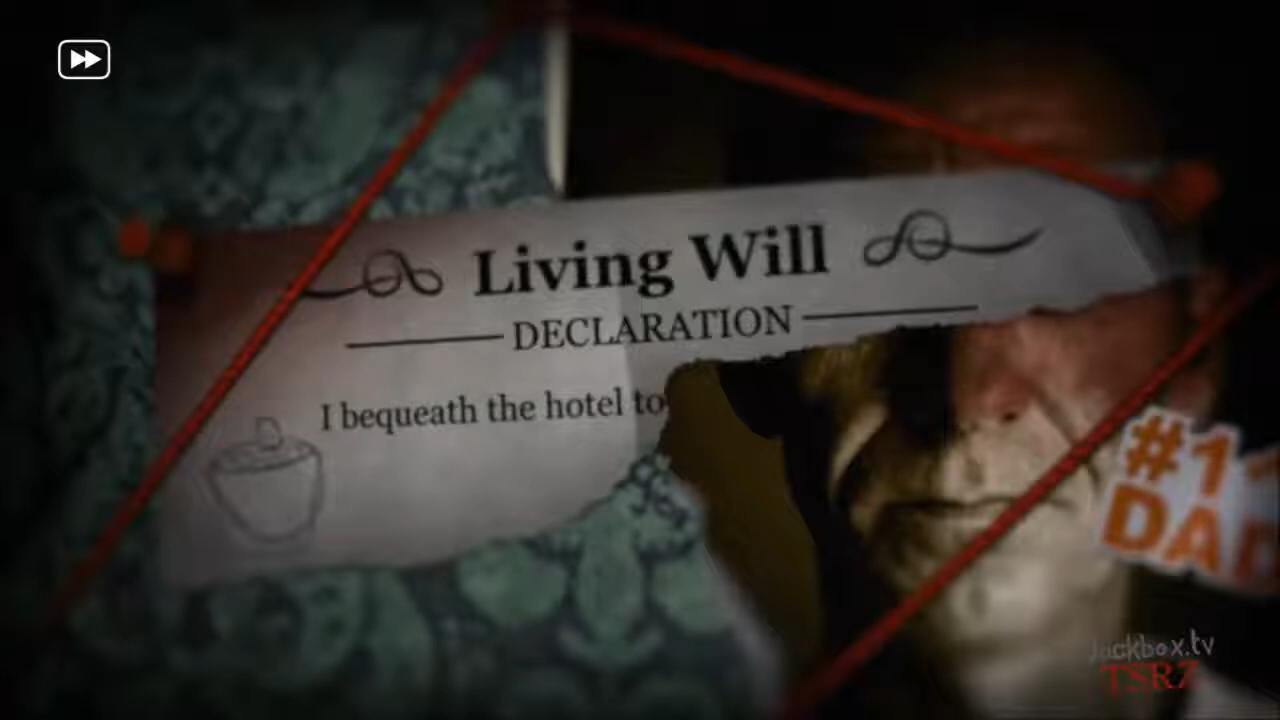 Living Will
DECLARATION
I bequeath the hotel to
#1
DAD
Jackbox.tv
TSRZ